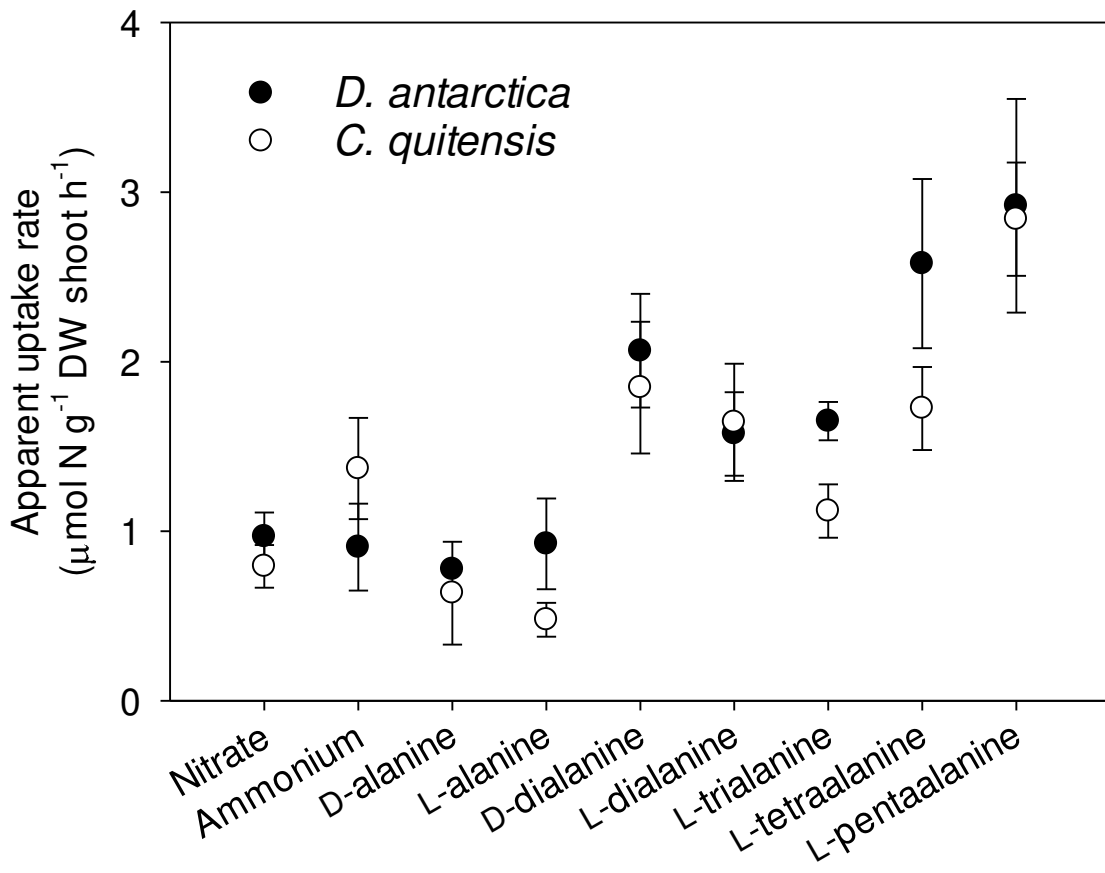 4
3
2
1
0
Apparent uptake rate
(μmol N g⁻¹ DW shoot h⁻¹)
D. antarctica
C. quitensis
Nitrate
Ammonium
D-alanine
L-alanine
D-dialanine
L-dialanine
L-trialanine
L-tetraalanine
L-pentaalanine